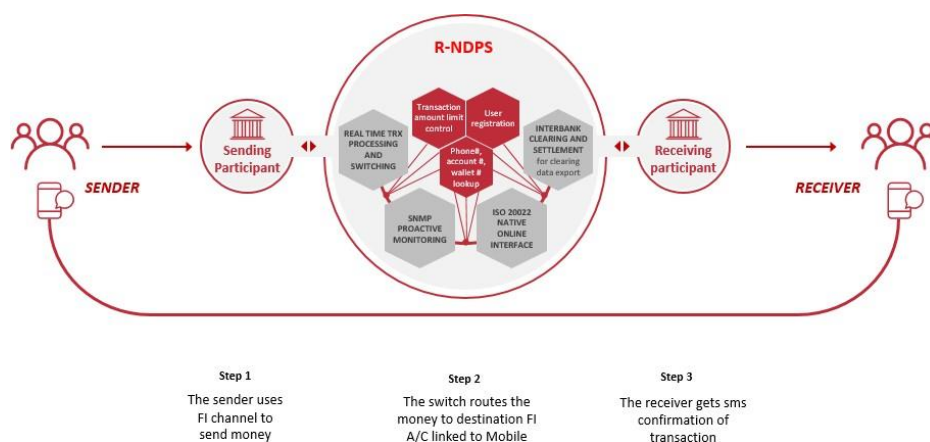 R-NDPS
Transaction
amount limit
control
User
registration
REAL TIME TRX
PROCESSING
AND
SWITCHING
Phone#,
account #,
wallet #
lookup
INTERBANK
CLEARING AND
SETTLEMENT
for clearing
data export
SNMP
PROACTIVE
MONITORING
ISO 20022
NATIVE
ONLINE
INTERFACE
Sending
Participant
Receiving
participant
SENDER
RECEIVER
Step 1
The sender uses
FI channel to
send money
Step 2
The switch routes the
money to destination FI
A/C linked to Mobile
Step 3
The receiver gets sms
confirmation of
transaction